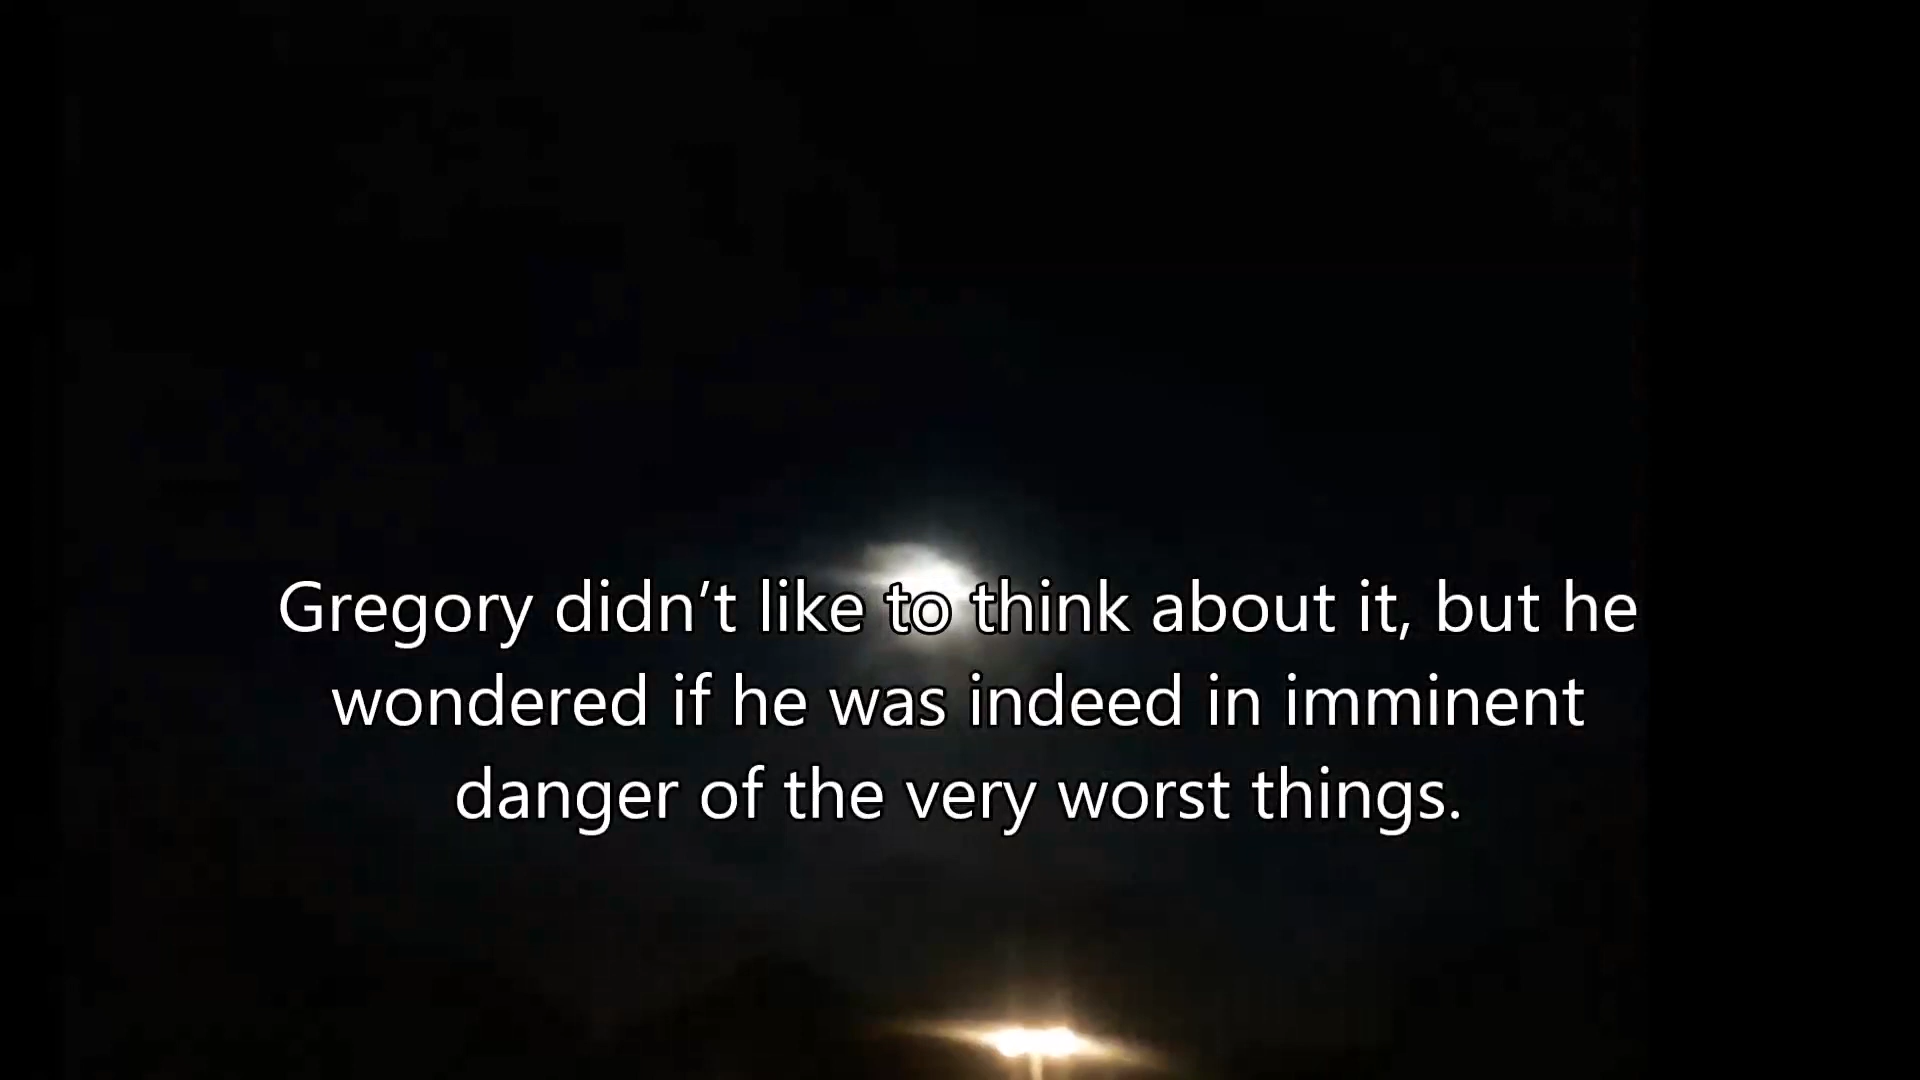 Gregory didn’t like to think about it, but he
wondered if he was indeed in imminent
danger of the very worst things.